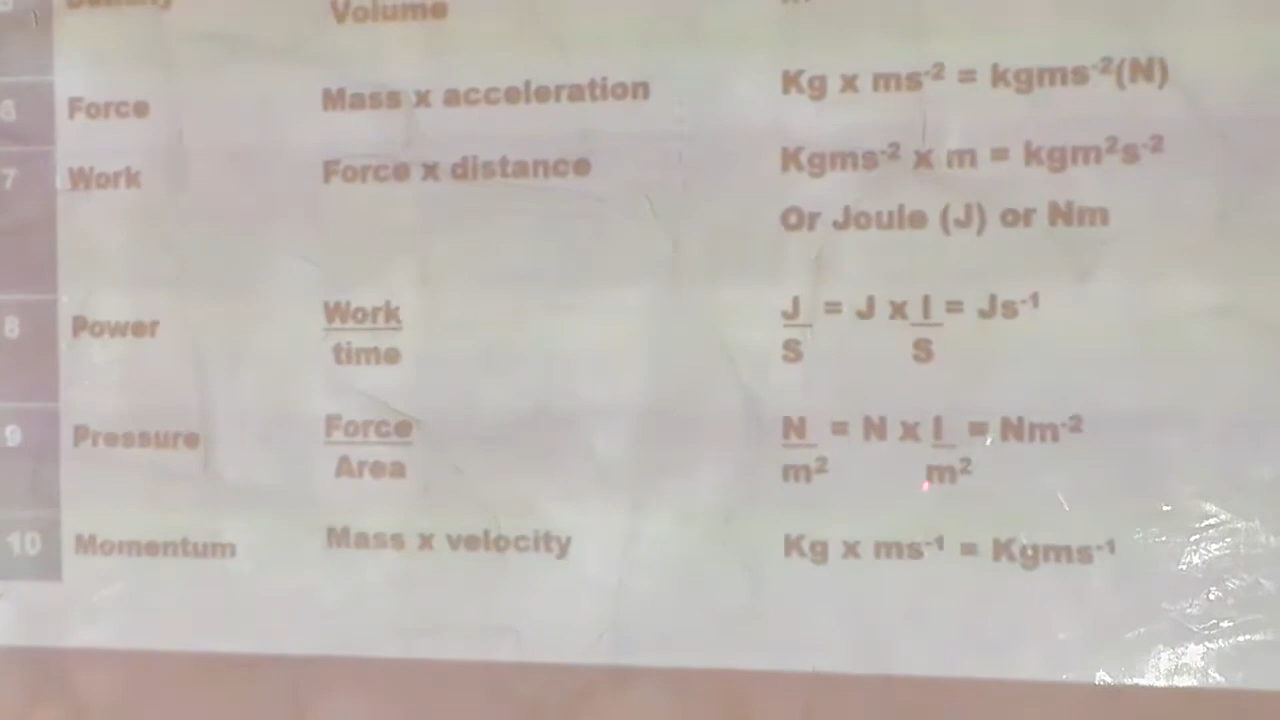 Volume
6 Force Mass x acceleration Kg x ms-2 = kgms-2(N)
7 Work Force x distance Kgms-2 x m = kgm2s-2
Or Joule (J) or Nm
8 Power Work J = J x I = Js-1
time S S
9 Pressure Force N = N x I = Nm-2
Area m2 m2
10 Momentum Mass x velocity Kg x ms-1 = Kgms-1